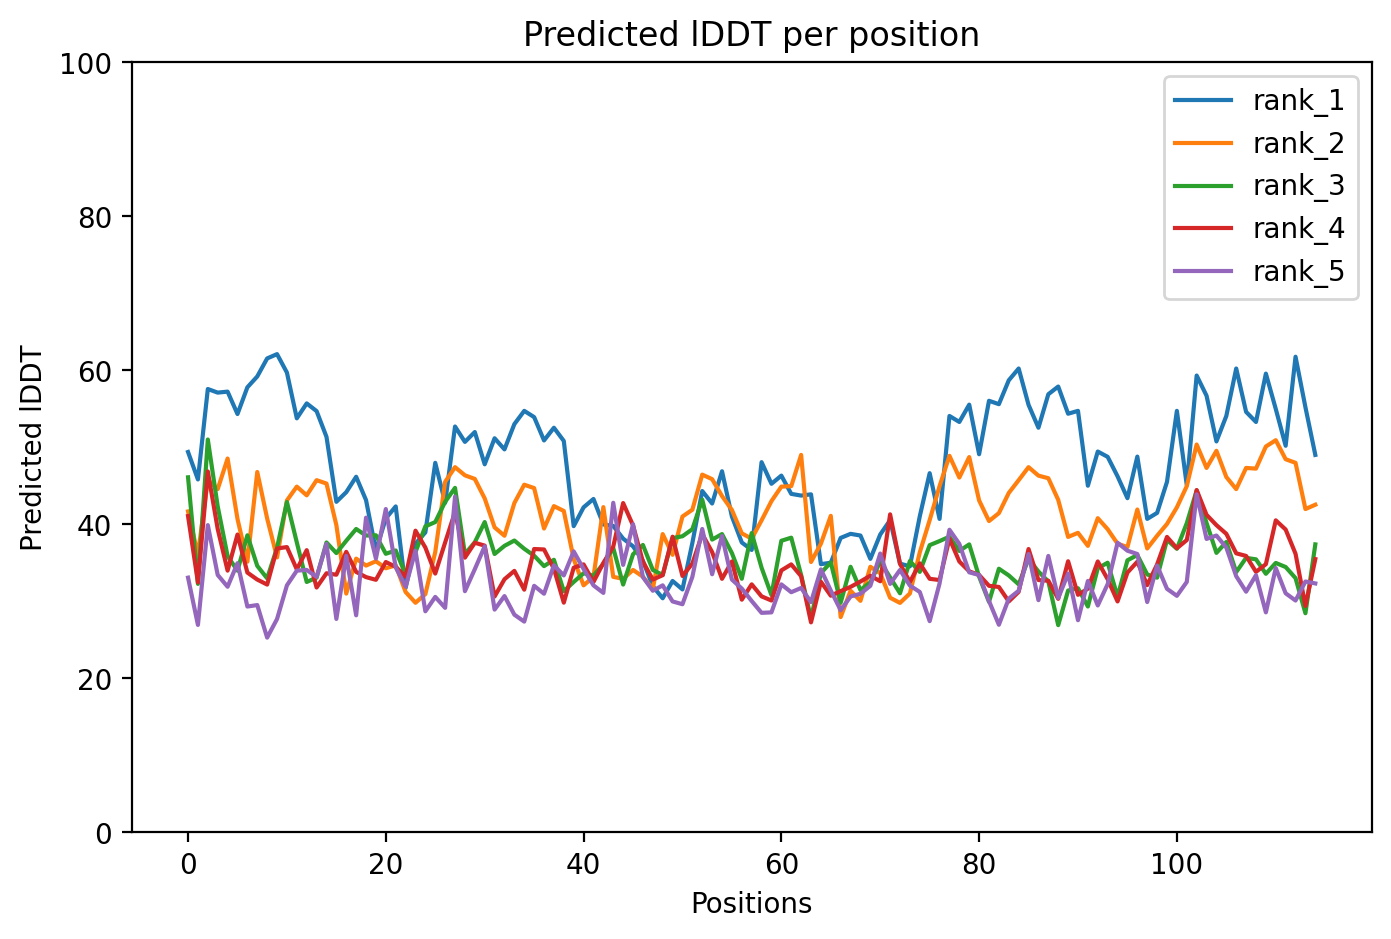 Predicted lDDT per position
100
80
60
40
20
0
Predicted lDDT
0 20 40 60 80 100
Positions
rank_1
rank_2
rank_3
rank_4
rank_5